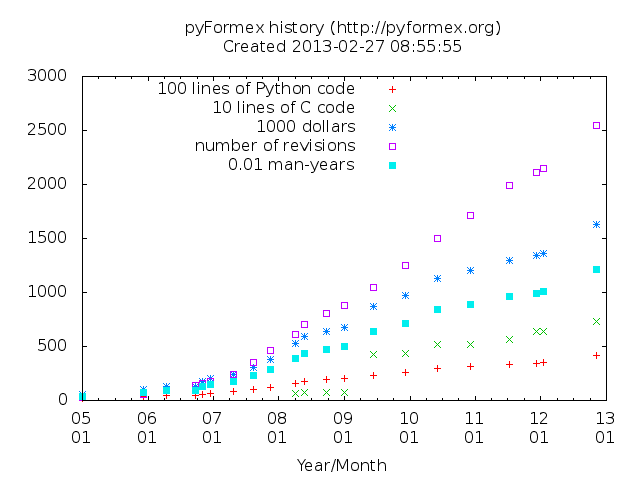 pyFormex history (http://pyformex.org)
Created 2013-02-27 08:55:55
3000
2500
2000
1500
1000
500
0
100 lines of Python code
10 lines of C code
1000 dollars
number of revisions
0.01 man-years
05 06 07 08 09 10 11 12 13
01 01 01 01 01 01 01 01 01
Year/Month